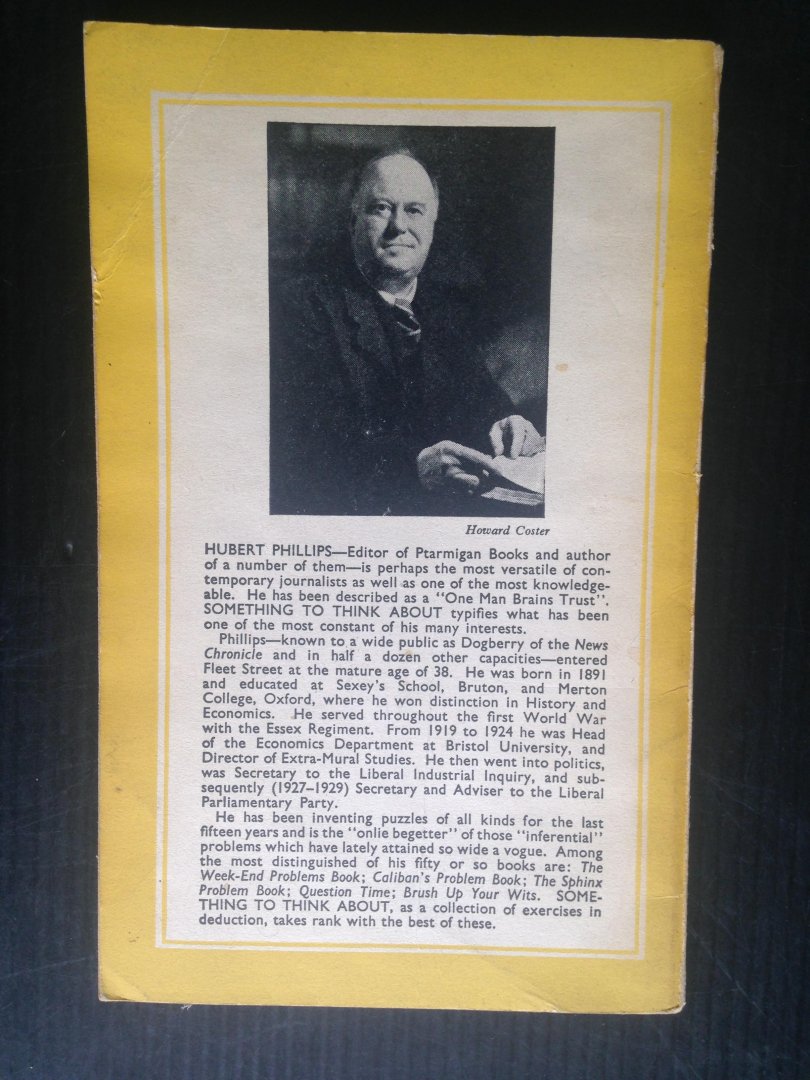 Howard Coster
HUBERT PHILLIPS—Editor of Ptarmigan Books and author
of a number of them—is perhaps the most versatile of con-
temporary journalists as well as one of the most knowledge-
able. He has been described as a "One Man Brains Trust".
SOMETHING TO THINK ABOUT typifies what has been
one of the most constant of his many interests.
Phillips—known to a wide public as Dogberry of the News
Chronicle and in half a dozen other capacities—entered
Fleet Street at the mature age of 38. He was born in 1891
and educated at Sexey's School, Bruton, and Merton
College, Oxford, where he won distinction in History and
Economics. He served throughout the first World War
with the Essex Regiment. From 1919 to 1924 he was Head
of the Economics Department at Bristol University, and
Director of Extra-Mural Studies. He then went into politics,
was Secretary to the Liberal Industrial Inquiry, and sub-
sequently (1927–1929) Secretary and Adviser to the Liberal
Parliamentary Party.
He has been inventing puzzles of all kinds for the last
fifteen years and is the "onlie begetter" of those "inferential"
problems which have lately attained so wide a vogue. Among
the most distinguished of his fifty or so books are: The
Week-End Problems Book; Caliban's Problem Book; The Sphinx
Problem Book; Question Time; Brush Up Your Wits. SOME-
THING TO THINK ABOUT, as a collection of exercises in
deduction, takes rank with the best of these.